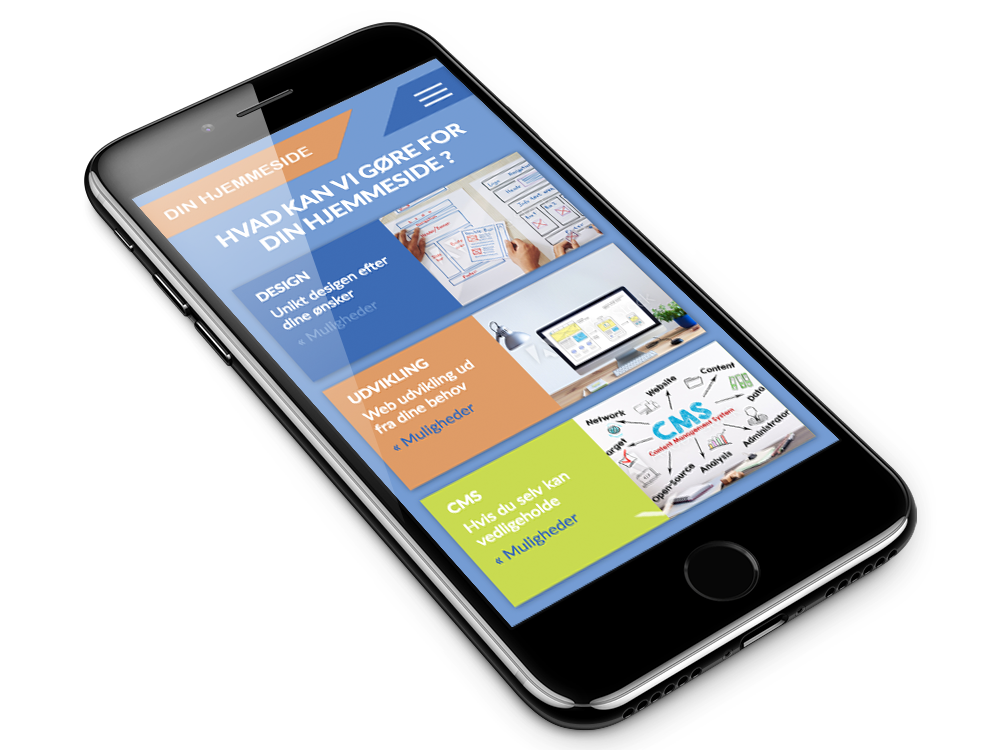 DIN HJEMMESIDE
HVAD KAN VI GØRE FOR
DIN HJEMMESIDE ?
DESIGN
Unikt desigen efter
dine ønsker
« Muligheder
UDVIKLING
Web udvikling ud
fra dine behov
« Muligheder
CMS
Hvis du selv kan
vedligeholde
« Muligheder
Network
Website
Content
Data
CMS
Content Management System
Administrator
Analysis
Open-source